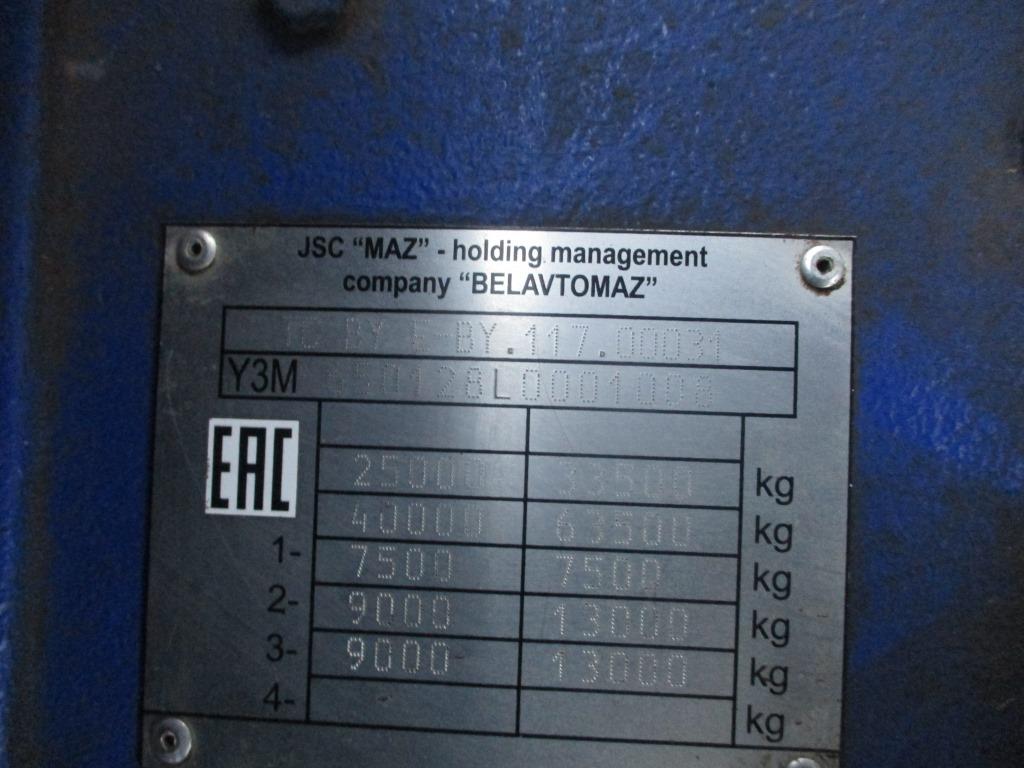 JSC “MAZ” - holding management
company “BELAVTOMAZ”
TC BY E-BY.117.00031
Y3M 650128L0001008
EAC
25000 33500 kg
40000 63500 kg
1- 7500 7500 kg
2- 9000 13000 kg
3- 9000 13000 kg
4- kg